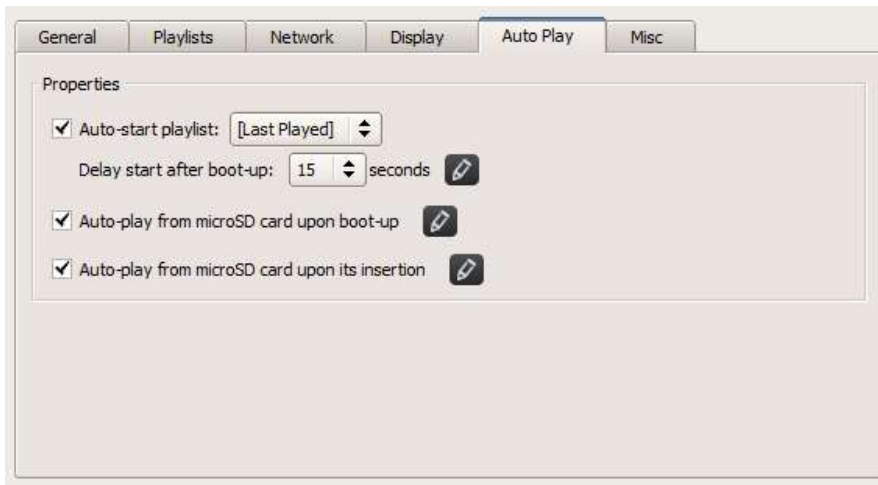 General Playlists Network Display Auto Play Misc
Properties
Auto-start playlist: [Last Played]
Delay start after boot-up: 15 seconds
Auto-play from microSD card upon boot-up
Auto-play from microSD card upon its insertion